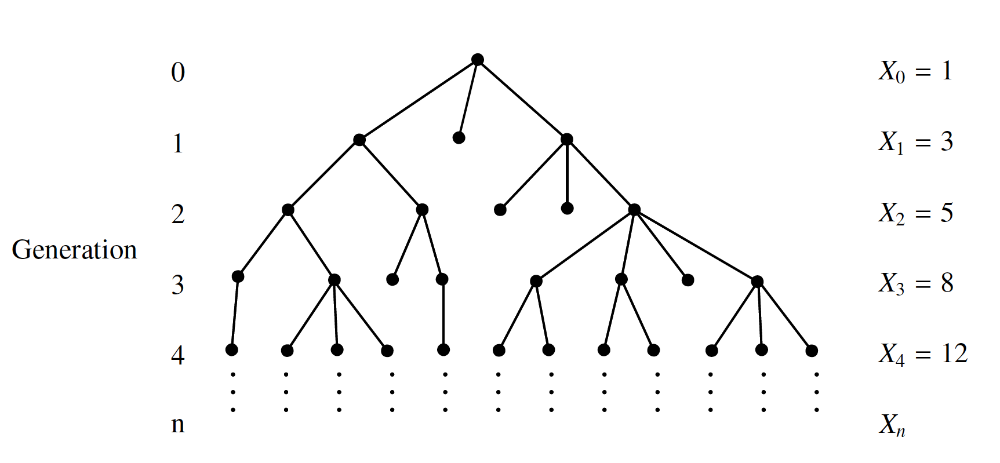 0 X₀ = 1
1 X₁ = 3
2 X₂ = 5
Generation
3 X₃ = 8
4 X₄ = 12
n Xₙ